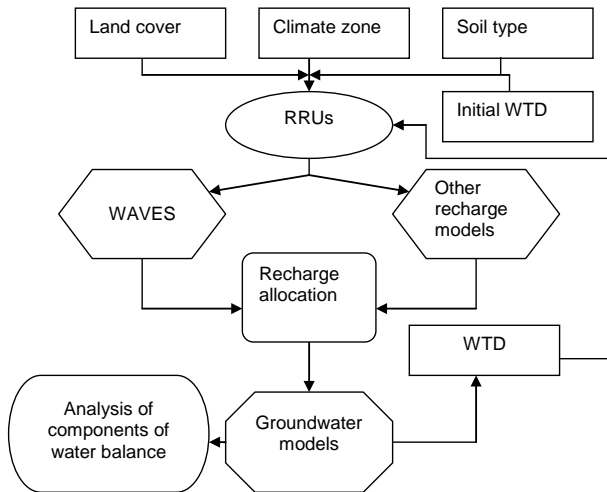 Land cover
Climate zone
Soil type
Initial WTD
RRUs
WAVES
Other
recharge
models
Recharge
allocation
WTD
Analysis of
components of
water balance
Groundwater
models